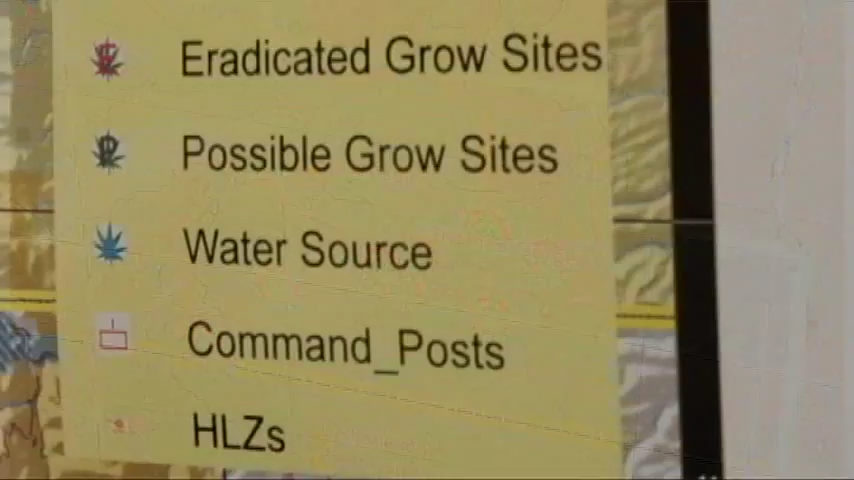 E Eradicated Grow Sites
P Possible Grow Sites
Water Source
Command_Posts
HLZs